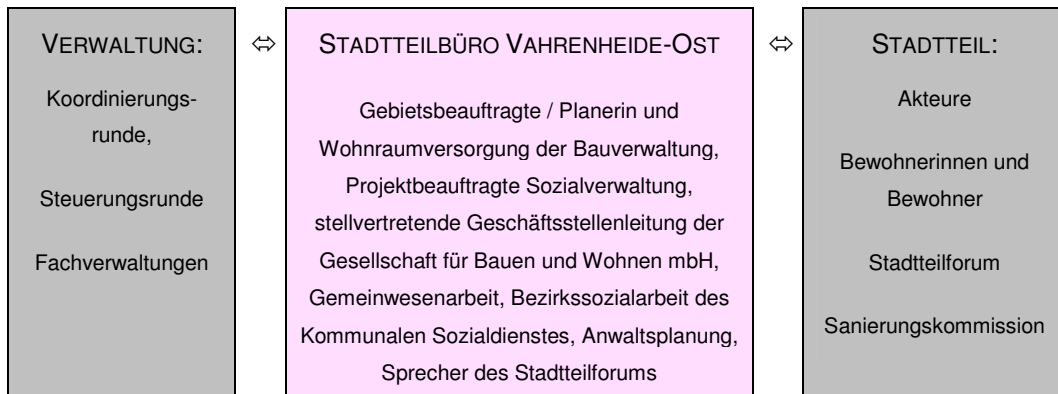 VERWALTUNG:
Koordinierungs-
runde,
Steuerungsrunde
Fachverwaltungen
⇔
STADTTEILBÜRO VAHRENHEIDE-OST
Gebietsbeauftragte / Planerin und
Wohnraumversorgung der Bauverwaltung,
Projektbeauftragte Sozialverwaltung,
stellvertretende Geschäftsstellenleitung der
Gesellschaft für Bauen und Wohnen mbH,
Gemeinwesenarbeit, Bezirkssozialarbeit des
Kommunalen Sozialdienstes, Anwaltsplanung,
Sprecher des Stadtteilforums
⇔
STADTTEIL:
Akteure
Bewohnerinnen und
Bewohner
Stadtteilforum
Sanierungskommission